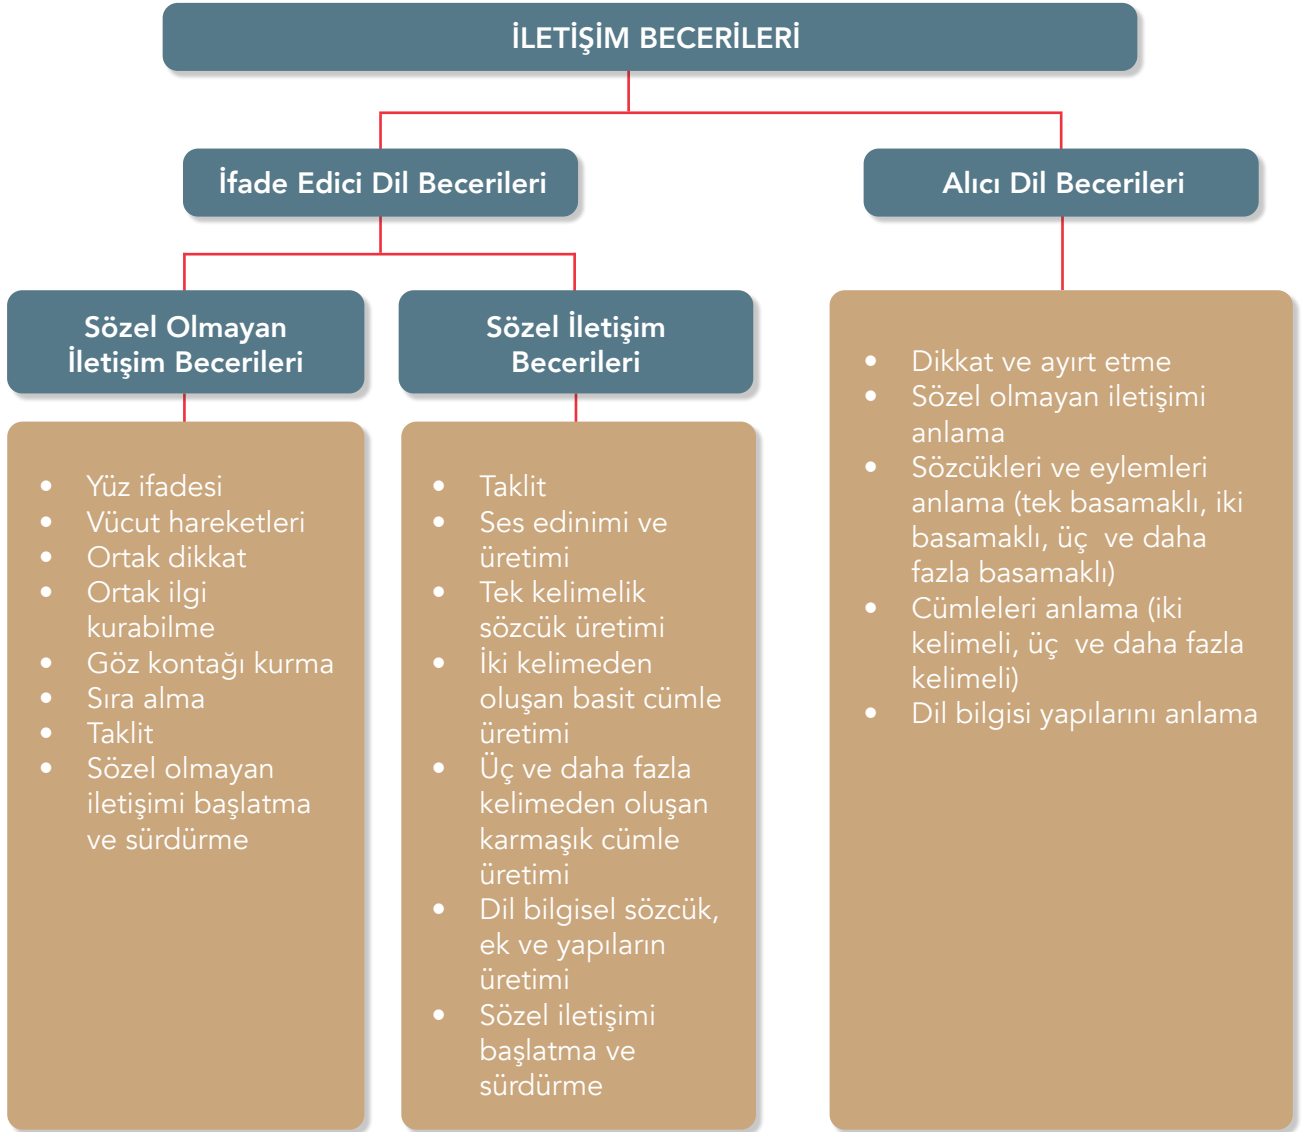 İLETİŞİM BECERİLERİ
İfade Edici Dil Becerileri
Alıcı Dil Becerileri
Sözel Olmayan
İletişim Becerileri
Sözel İletişim
Becerileri
• Yüz ifadesi
• Vücut hareketleri
• Ortak dikkat
• Ortak ilgi
kurabilme
• Göz kontağı kurma
• Sıra alma
• Taklit
• Sözel olmayan
iletişimi başlatma
ve sürdürme
• Taklit
• Ses edinimi ve
üretimi
• Tek kelimelik
sözcük üretimi
• İki kelimeden
oluşan basit cümle
üretimi
• Üç ve daha fazla
kelimeden oluşan
karmaşık cümle
üretimi
• Dil bilgisel sözcük,
ek ve yapıların
üretimi
• Sözel iletişimi
başlatma ve
sürdürme
• Dikkat ve ayırt etme
• Sözel olmayan iletişimi
anlama
• Sözcükleri ve eylemleri
anlama (tek basamaklı, iki
basamaklı, üç ve daha
fazla basamaklı)
• Cümleleri anlama (iki
kelimeli, üç ve daha fazla
kelimeli)
• Dil bilgisi yapılarını anlama